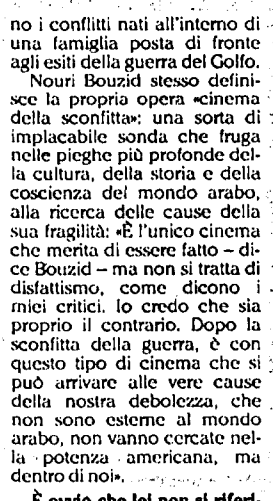 no i conflitti nati all'interno di
una famiglia posta di fronte
agli esiti della guerra del Golfo.
Nouri Bouzid stesso defini-
sce la propria opera «cinema
della sconfitta»: una sorta di
implacabile sonda che fruga
nelle pieghe più profonde del-
la cultura, della storia e della
coscienza del mondo arabo,
alla ricerca delle cause della
sua fragilità: «È l'unico cinema
che merita di essere fatto – di-
ce Bouzid – ma non si tratta di
disfattismo, come dicono i
miei critici. Io credo che sia
proprio il contrario. Dopo la
sconfitta della guerra, è con
questo tipo di cinema che si
può arrivare alle vere cause
della nostra debolezza, che
non sono esterne al mondo
arabo, non vanno cercate nel-
la potenza americana, ma
dentro di noi».
È ovvio che lei non si riferi-